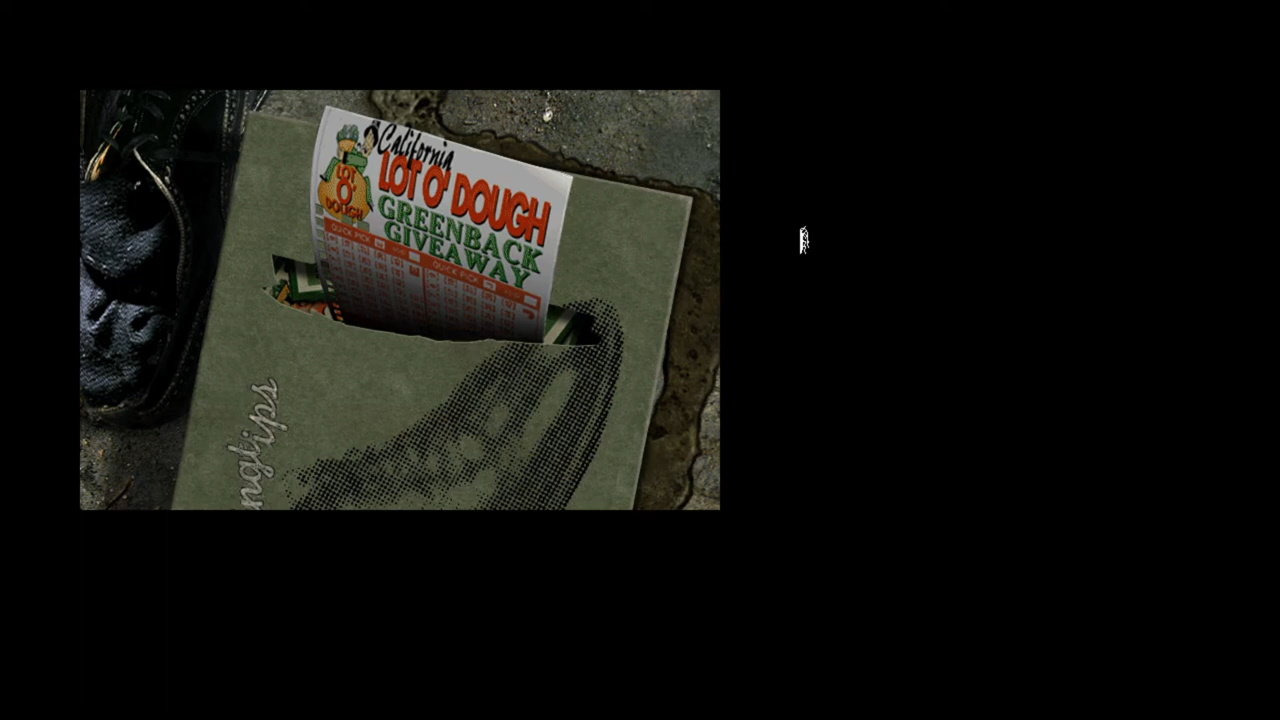 California
LOT O' DOUGH
GREENBACK
GIVEAWAY
LOT
O'
DOUGH
QUICK PICK
QUICK PICK
ngtips